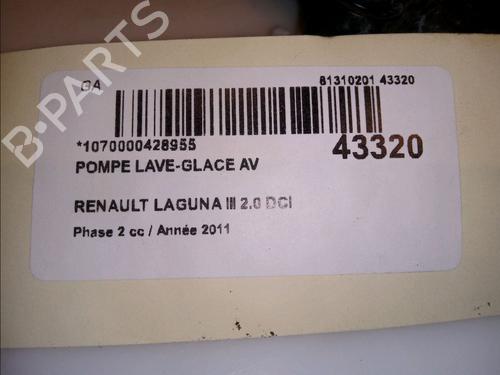 GA
81310201 43320
*1070000428955
43320
POMPE LAVE-GLACE AV
RENAULT LAGUNA III 2.0 DCI
Phase 2 cc / Année 2011
B-PARTS